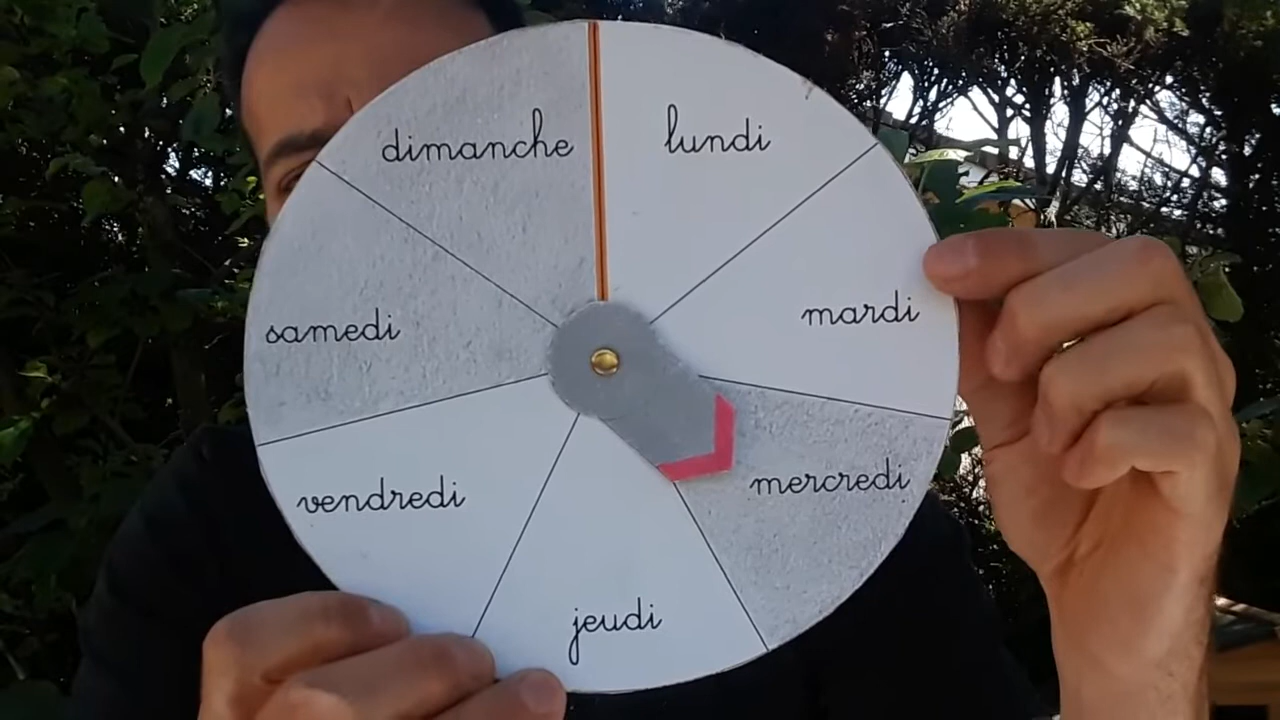 lundi
mardi
mercredi
jeudi
vendredi
samedi
dimanche